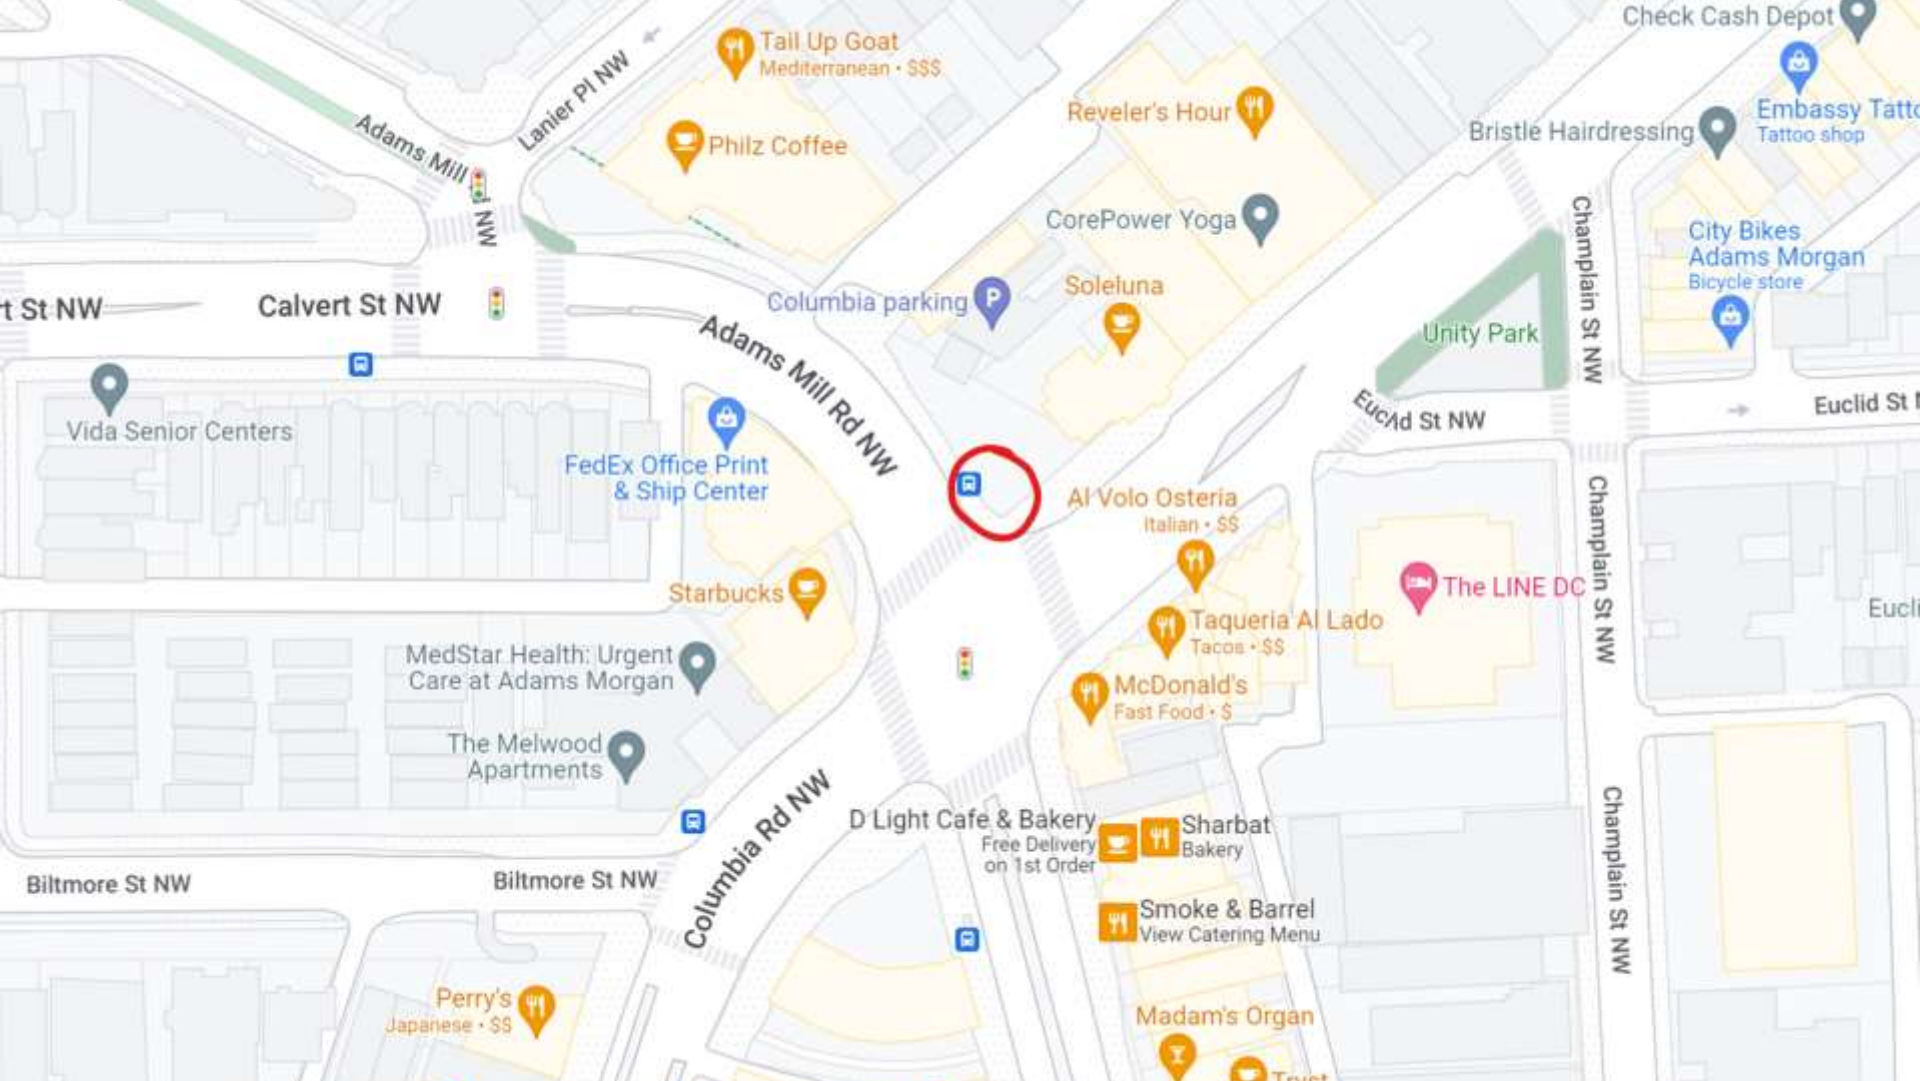 Check Cash Depot
Tail Up Goat
Mediterranean • $$$
Lanier Pl NW
Reveler's Hour
Embassy Tatto
Tattoo shop
Bristle Hairdressing
Adams Mill
d NW
Philz Coffee
CorePower Yoga
Champlain St NW
City Bikes
Adams Morgan
Bicycle store
rt St NW
Calvert St NW
Columbia parking
P
Soleluna
Unity Park
Adams Mill Rd NW
Euclid St NW
Euclid St N
Vida Senior Centers
FedEx Office Print
& Ship Center
Al Volo Osteria
Italian • $$
Champlain St NW
Starbucks
The LINE DC
Eucli
Taqueria Al Lado
Tacos • $$
MedStar Health: Urgent
Care at Adams Morgan
McDonald's
Fast Food • $
The Melwood
Apartments
Columbia Rd NW
D Light Cafe & Bakery
Free Delivery
on 1st Order
Sharbat
Bakery
Champlain St NW
Biltmore St NW
Biltmore St NW
Smoke & Barrel
View Catering Menu
Perry's
Japanese • $$
Madam's Organ
Tryst